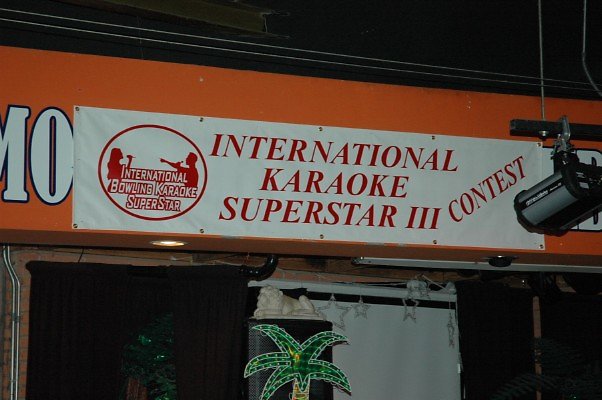 MO
INTERNATIONAL
BOWLING KARAOKE
SUPERSTAR
INTERNATIONAL
KARAOKE
SUPERSTAR III
CONTEST